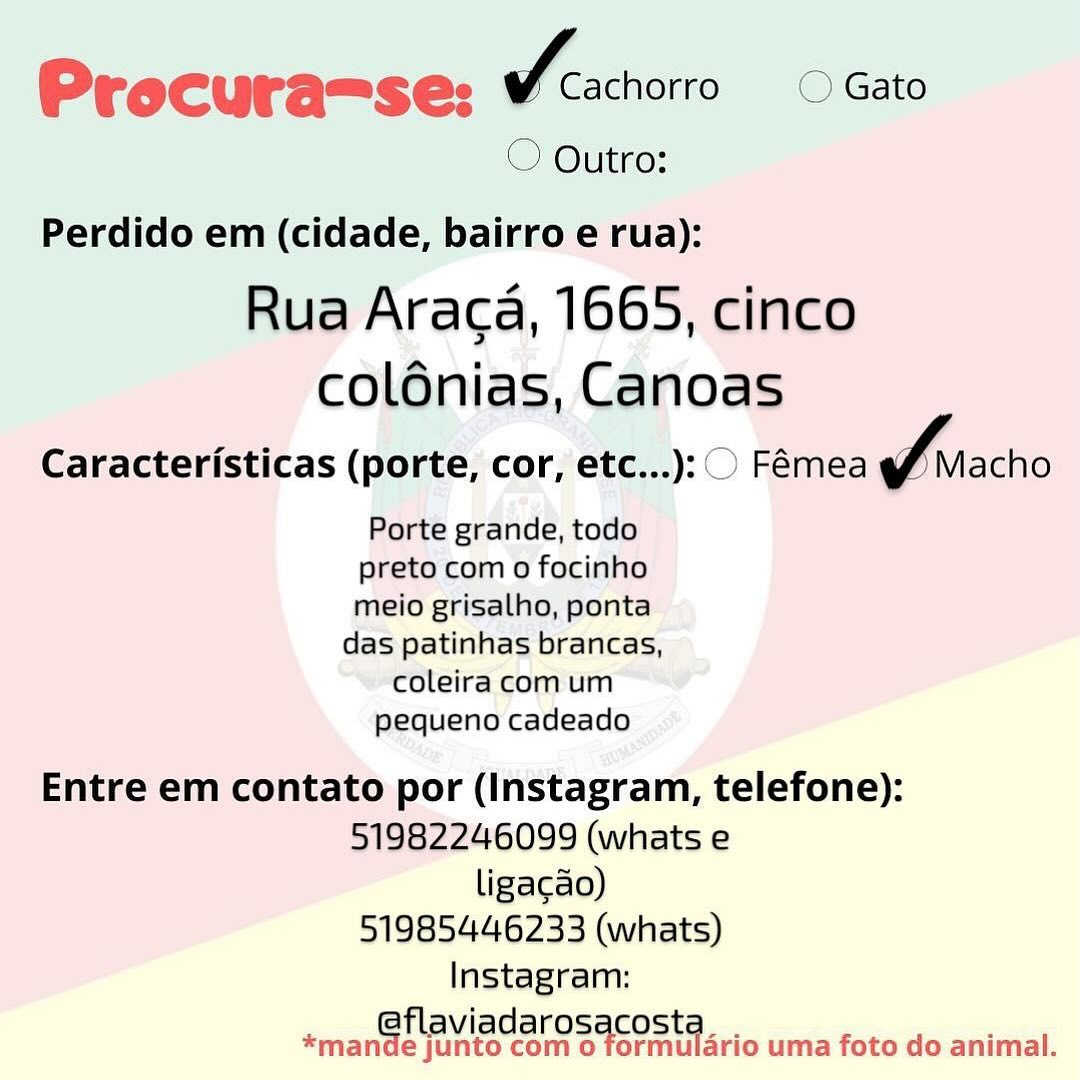 Procura-se: ✓ Cachorro ○ Gato
○ Outro:
Perdido em (cidade, bairro e rua):
Rua Araçá, 1665, cinco
colônias, Canoas
Características (porte, cor, etc...): ○ Fêmea ✓ Macho
Porte grande, todo
preto com o focinho
meio grisalho, ponta
das patinhas brancas,
coleira com um
pequeno cadeado
LIBERDADE IGUALDADE HUMANIDADE
Entre em contato por (Instagram, telefone):
51982246099 (whats e
ligação)
51985446233 (whats)
Instagram:
@flaviadarosacosta
*mande junto com o formulário uma foto do animal.